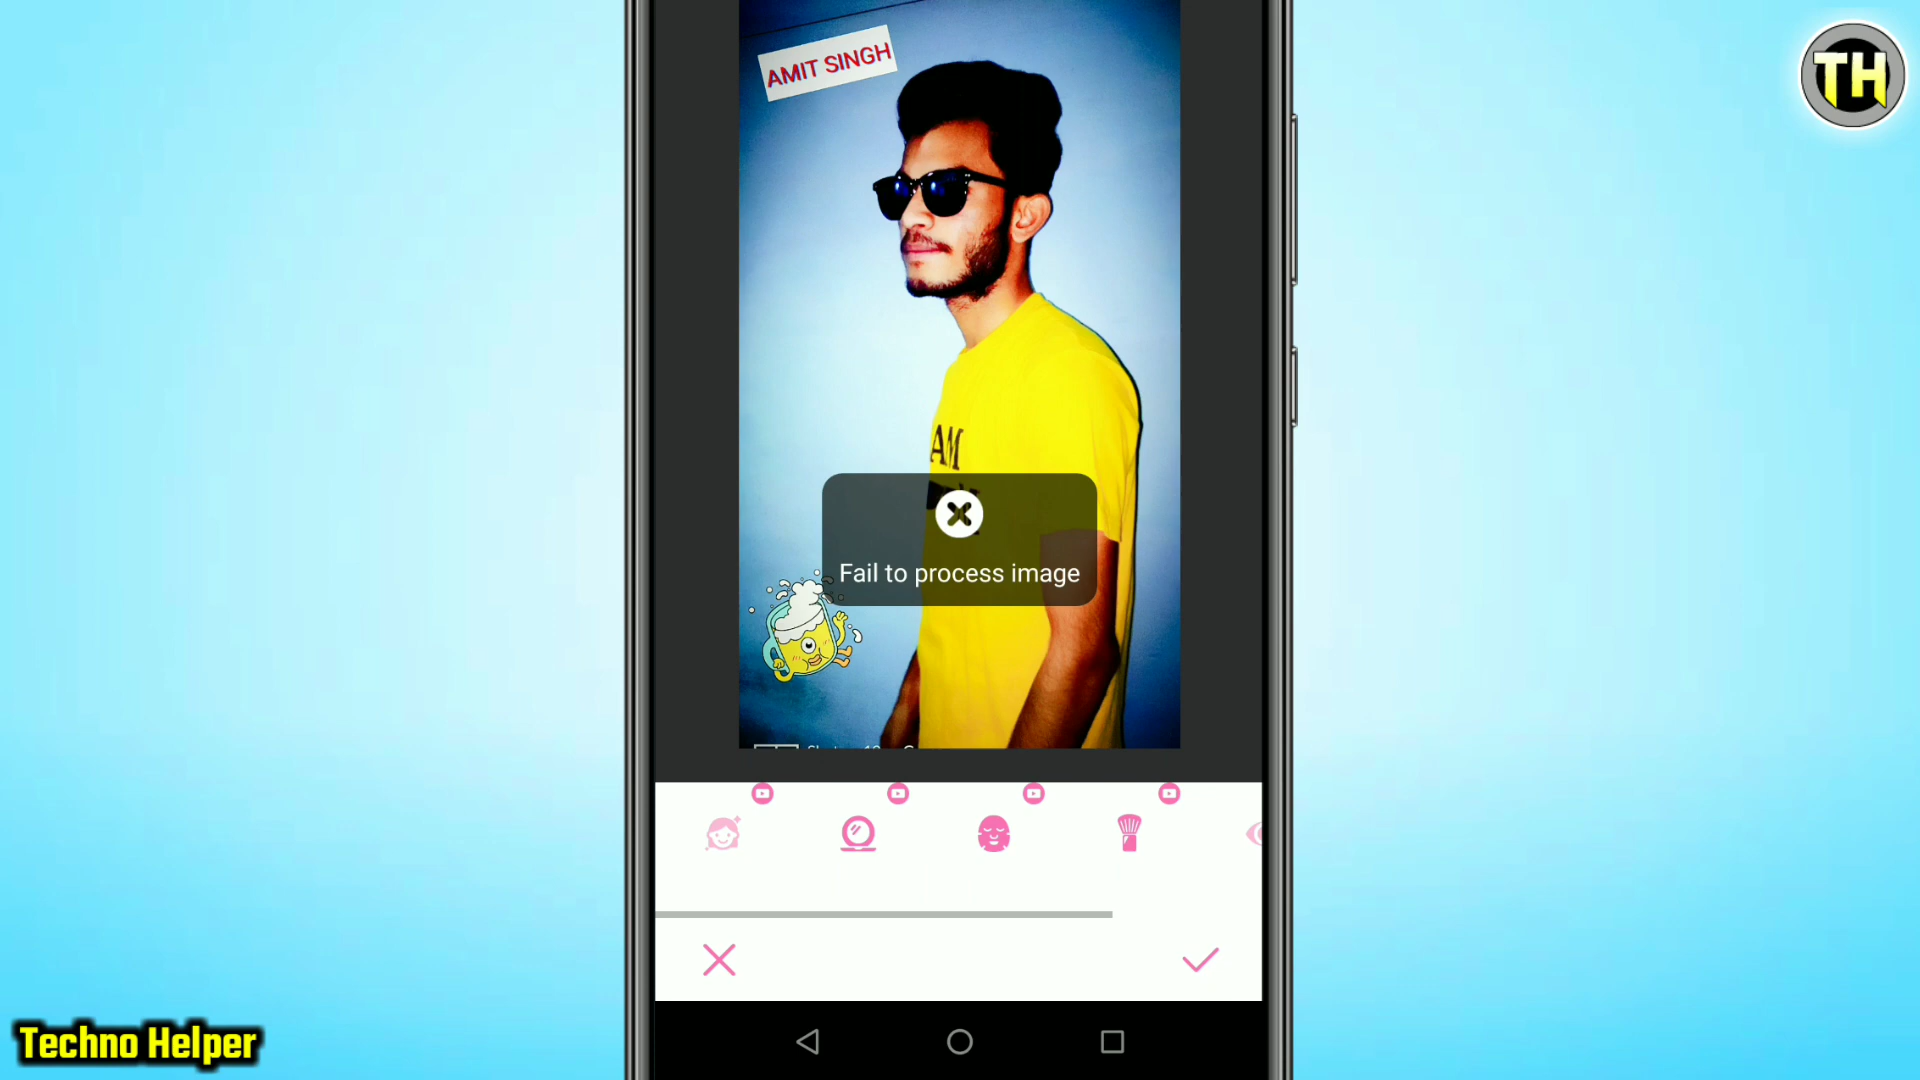 AMIT SINGH
TH
AM
Fail to process image
Techno Helper